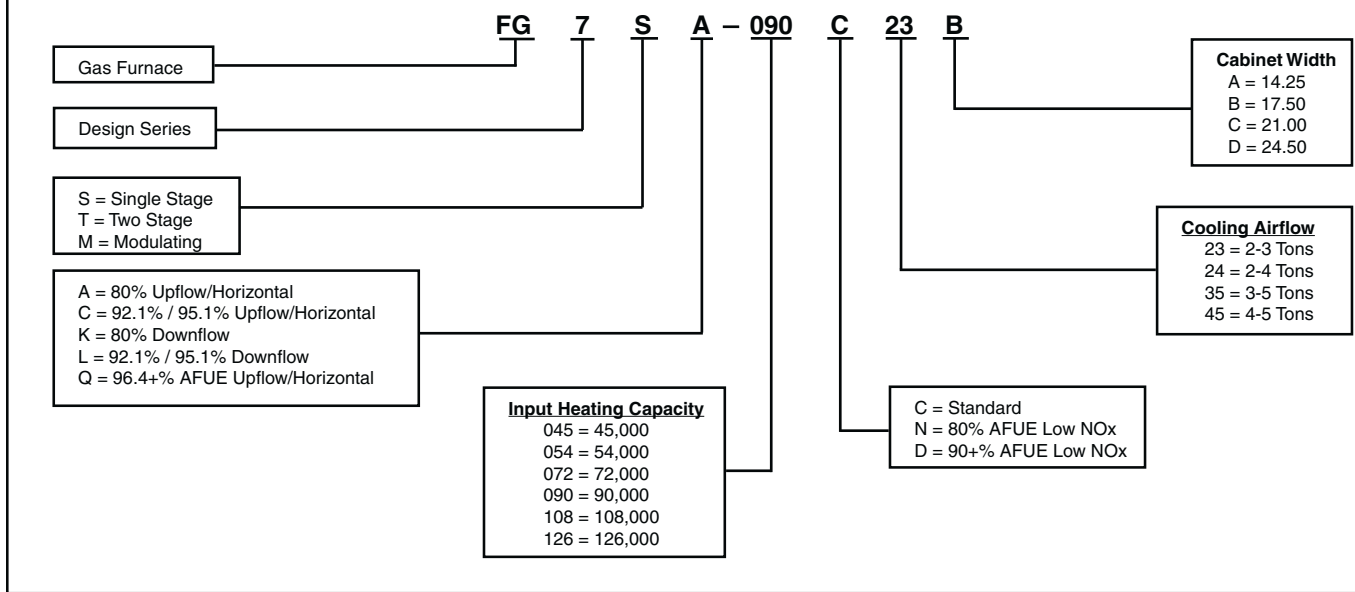 FG 7 S A – 090 C 23 B
Gas Furnace
Design Series
S = Single Stage
T = Two Stage
M = Modulating
A = 80% Upflow/Horizontal
C = 92.1% / 95.1% Upflow/Horizontal
K = 80% Downflow
L = 92.1% / 95.1% Downflow
Q = 96.4+% AFUE Upflow/Horizontal
Input Heating Capacity
045 = 45,000
054 = 54,000
072 = 72,000
090 = 90,000
108 = 108,000
126 = 126,000
C = Standard
N = 80% AFUE Low NOx
D = 90+% AFUE Low NOx
Cooling Airflow
23 = 2-3 Tons
24 = 2-4 Tons
35 = 3-5 Tons
45 = 4-5 Tons
Cabinet Width
A = 14.25
B = 17.50
C = 21.00
D = 24.50